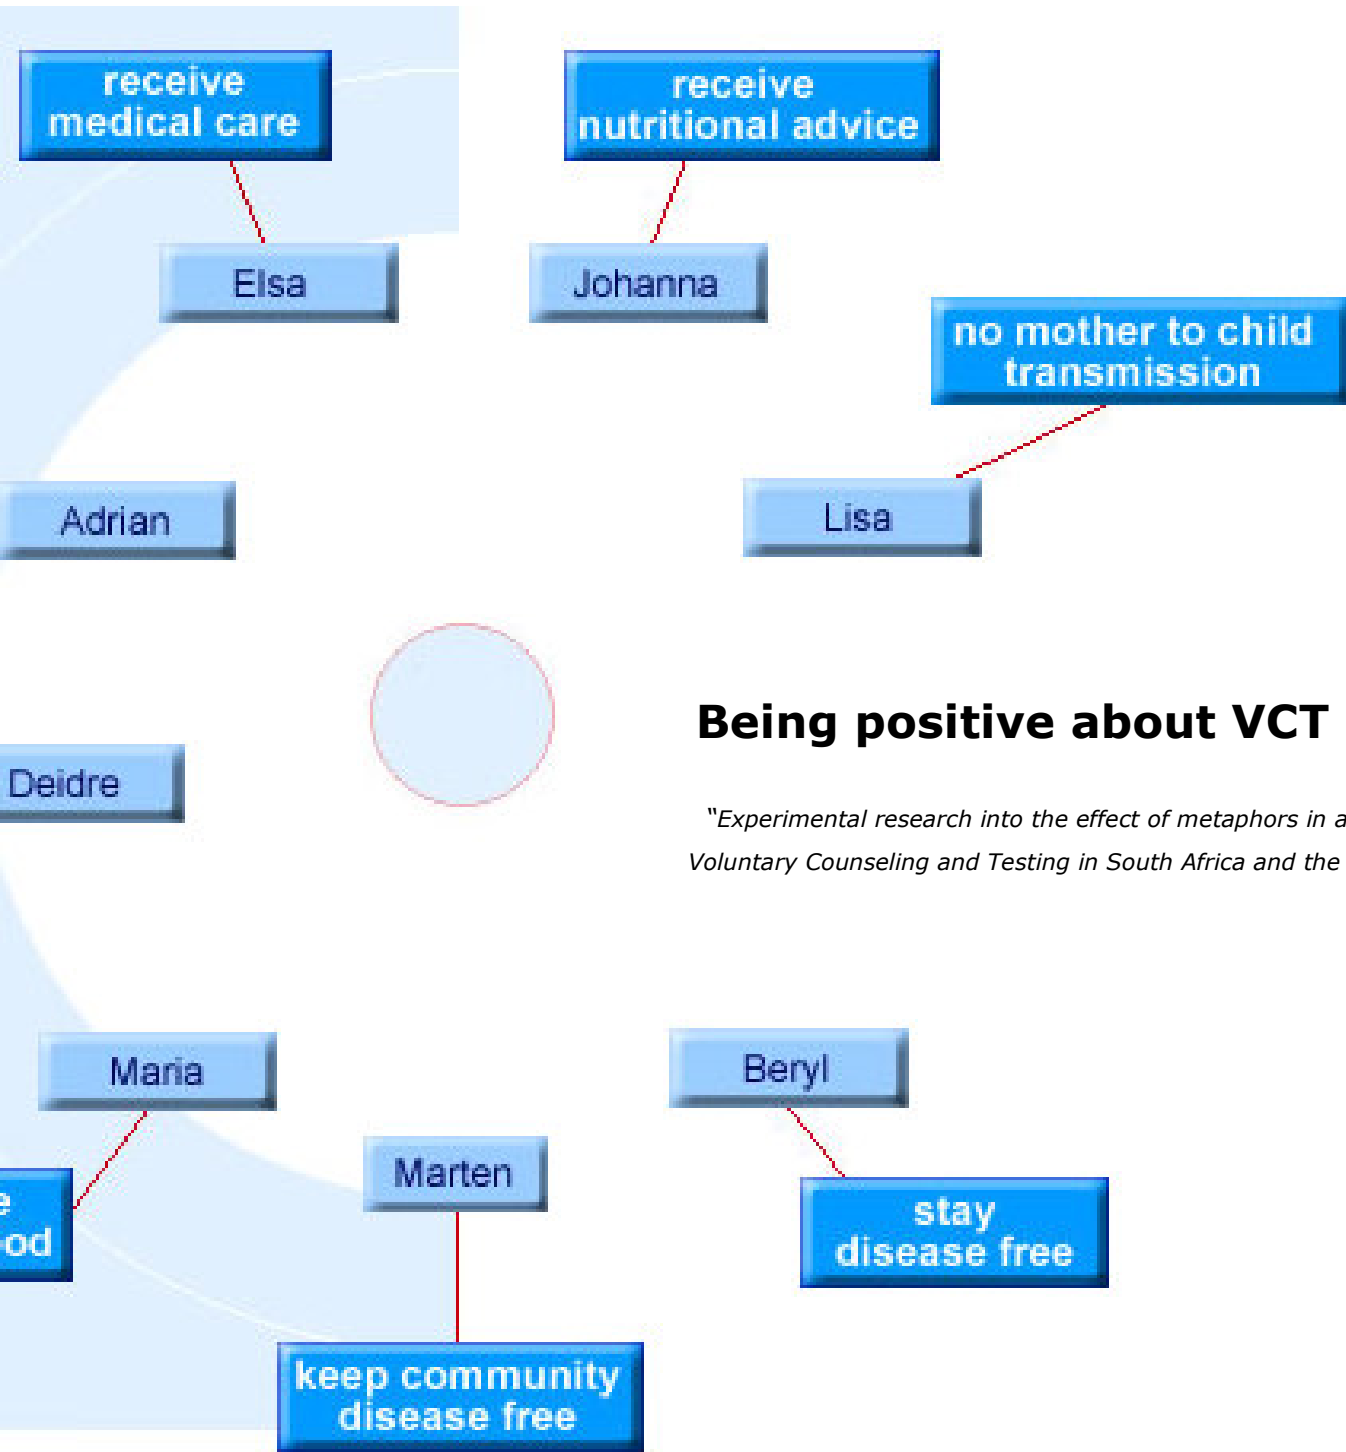 receive
medical care
receive
nutritional advice
Elsa
Johanna
no mother to child
transmission
Adrian
Lisa
Being positive about VCT
Deidre
“Experimental research into the effect of metaphors in a
Voluntary Counseling and Testing in South Africa and the
Maria
Beryl
Marten
stay
disease free
keep community
disease free